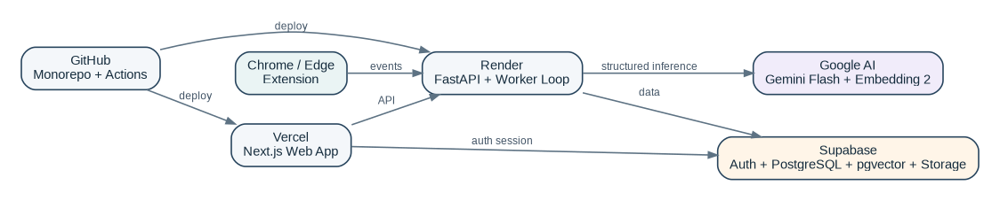 deploy
GitHub
Monorepo + Actions
Chrome / Edge
Extension
events
Render
FastAPI + Worker Loop
structured inference
Google AI
Gemini Flash + Embedding 2
deploy
API
data
Vercel
Next.js Web App
auth session
Supabase
Auth + PostgreSQL + pgvector + Storage